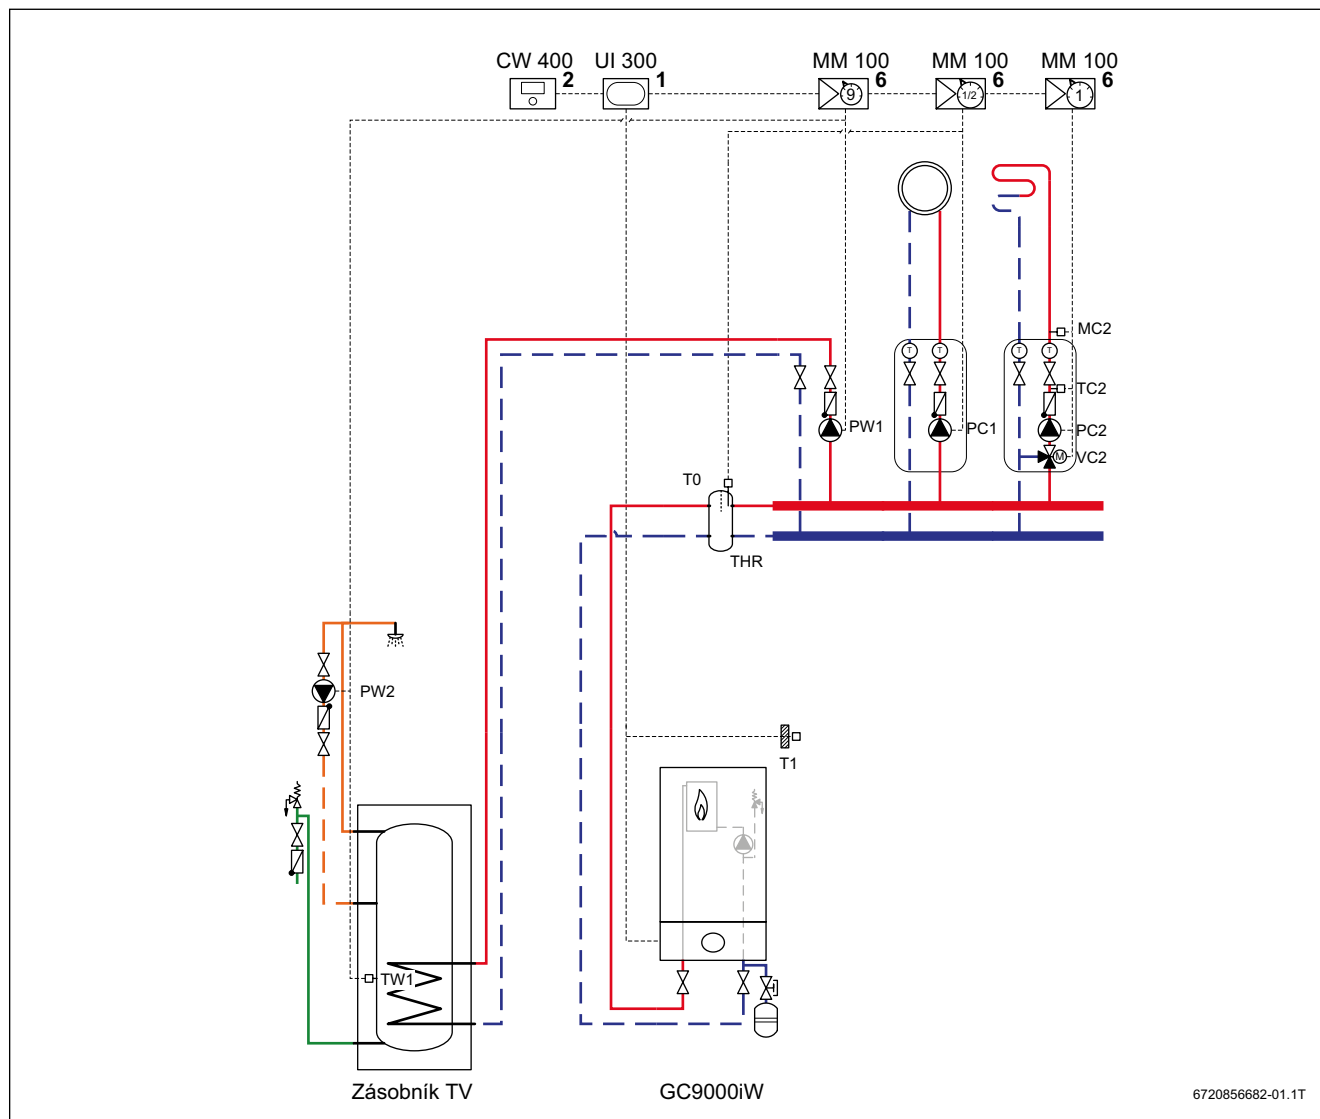 CW 400 UI 300 MM 100 MM 100 MM 100
2 1 6 6 6
9 1/2 1
MC2
T T T T
TC2
PW1 PC1 PC2
M VC2
T0
THR
PW2
T1
TW1
Zásobník TV GC9000iW
6720856682-01.1T